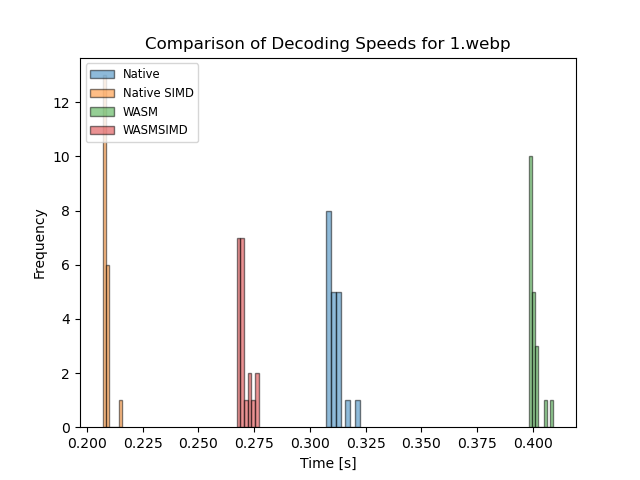 Comparison of Decoding Speeds for 1.webp
Native
Native SIMD
WASM
WASMSIMD
Frequency
12
10
8
6
4
2
0
0.200 0.225 0.250 0.275 0.300 0.325 0.350 0.375 0.400
Time [s]